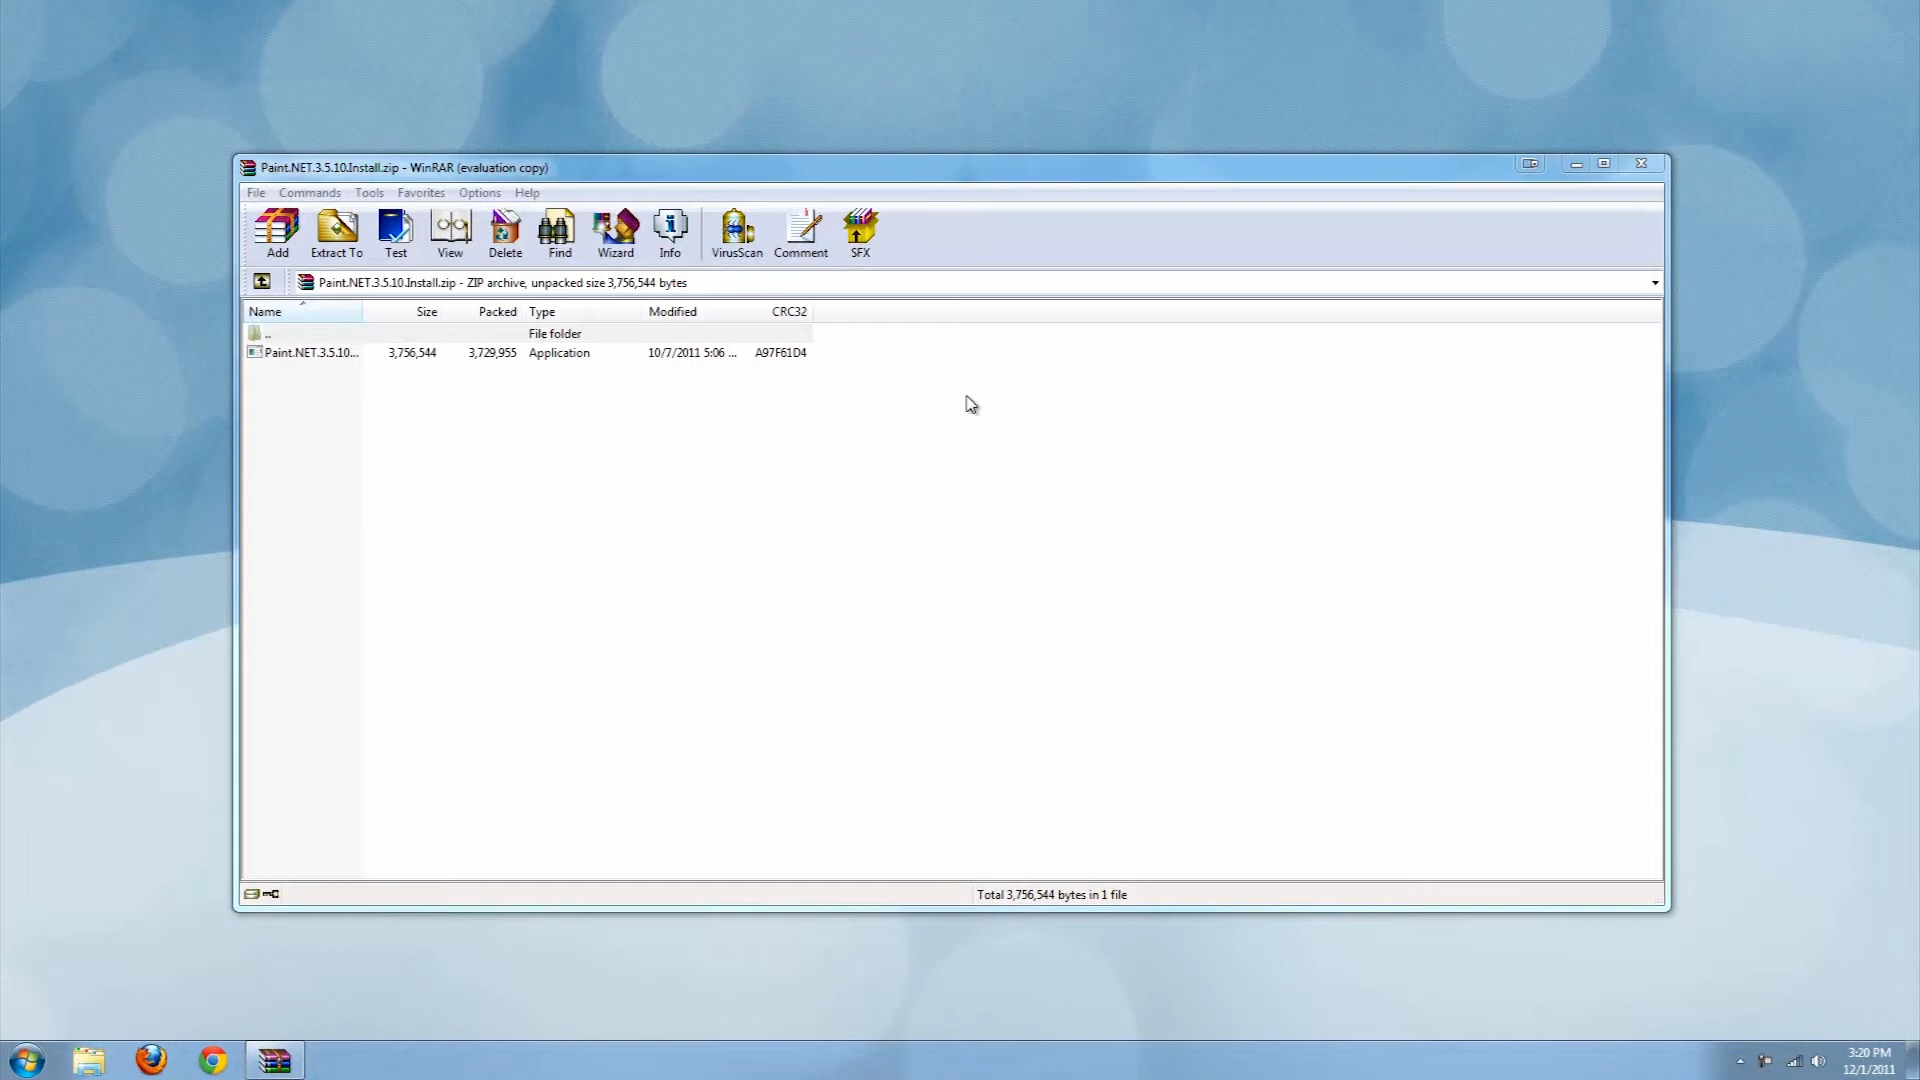 Paint.NET.3.5.10.Install.zip - WinRAR (evaluation copy)
File Commands Tools Favorites Options Help
Add Extract To Test View Delete Find Wizard Info VirusScan Comment SFX
Paint.NET.3.5.10.Install.zip - ZIP archive, unpacked size 3,756,544 bytes
Name Size Packed Type Modified CRC32
.. File folder
Paint.NET.3.5.10... 3,756,544 3,729,955 Application 10/7/2011 5:06 ... A97F61D4
Total 3,756,544 bytes in 1 file
3:20 PM
12/1/2011